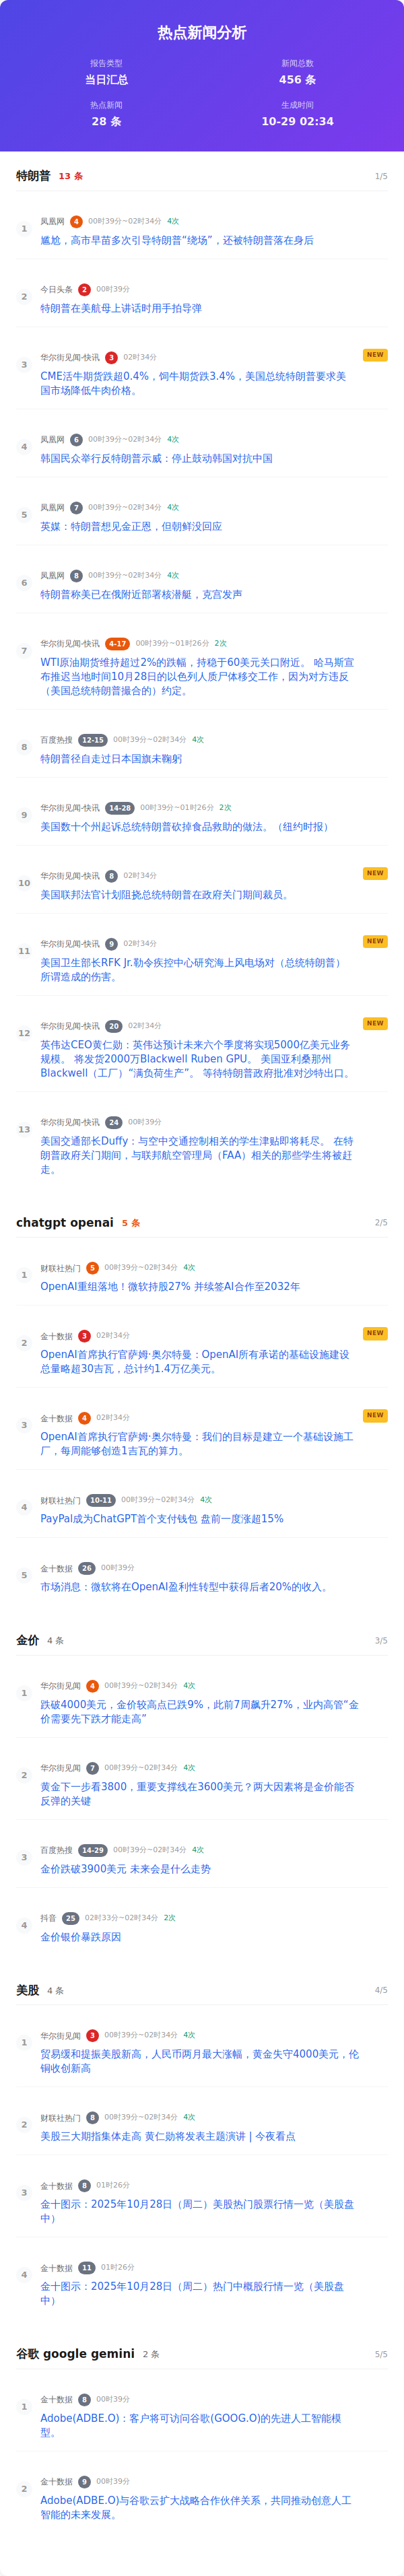 热点新闻分析
报告类型
新闻总数
当日汇总
456 条
热点新闻
生成时间
28 条
10-29 02:34
特朗普 13 条 1/5
1
凤凰网 4 00时39分~02时34分 4次
尴尬，高市早苗多次引导特朗普“绕场”，还被特朗普落在身后
2
今日头条 2 00时39分
特朗普在美航母上讲话时用手拍导弹
3
华尔街见闻-快讯 3 02时34分 NEW
CME活牛期货跌超0.4%，饲牛期货跌3.4%，美国总统特朗普要求美
国市场降低牛肉价格。
4
凤凰网 6 00时39分~02时34分 4次
韩国民众举行反特朗普示威：停止鼓动韩国对抗中国
5
凤凰网 7 00时39分~02时34分 4次
英媒：特朗普想见金正恩，但朝鲜没回应
6
凤凰网 8 00时39分~02时34分 4次
特朗普称美已在俄附近部署核潜艇，克宫发声
7
华尔街见闻-快讯 4-17 00时39分~01时26分 2次
WTI原油期货维持超过2%的跌幅，持稳于60美元关口附近。 哈马斯宣
布推迟当地时间10月28日的以色列人质尸体移交工作，因为对方违反
（美国总统特朗普撮合的）约定。
8
百度热搜 12-15 00时39分~02时34分 4次
特朗普径自走过日本国旗未鞠躬
9
华尔街见闻-快讯 14-28 00时39分~01时26分 2次
美国数十个州起诉总统特朗普砍掉食品救助的做法。（纽约时报）
10
华尔街见闻-快讯 8 02时34分 NEW
美国联邦法官计划阻挠总统特朗普在政府关门期间裁员。
11
华尔街见闻-快讯 9 02时34分 NEW
美国卫生部长RFK Jr.勒令疾控中心研究海上风电场对（总统特朗普）
所谓造成的伤害。
12
华尔街见闻-快讯 20 02时34分 NEW
英伟达CEO黄仁勋：英伟达预计未来六个季度将实现5000亿美元业务
规模。 将发货2000万Blackwell Ruben GPU。 美国亚利桑那州
Blackwell（工厂）“满负荷生产”。 等待特朗普政府批准对沙特出口。
13
华尔街见闻-快讯 24 00时39分
美国交通部长Duffy：与空中交通控制相关的学生津贴即将耗尽。 在特
朗普政府关门期间，与联邦航空管理局（FAA）相关的那些学生将被赶
走。
chatgpt openai 5 条 2/5
1
财联社热门 5 00时39分~02时34分 4次
OpenAI重组落地！微软持股27% 并续签AI合作至2032年
2
金十数据 3 02时34分 NEW
OpenAI首席执行官萨姆·奥尔特曼：OpenAI所有承诺的基础设施建设
总量略超30吉瓦，总计约1.4万亿美元。
3
金十数据 4 02时34分 NEW
OpenAI首席执行官萨姆·奥尔特曼：我们的目标是建立一个基础设施工
厂，每周能够创造1吉瓦的算力。
4
财联社热门 10-11 00时39分~02时34分 4次
PayPal成为ChatGPT首个支付钱包 盘前一度涨超15%
5
金十数据 26 00时39分
市场消息：微软将在OpenAI盈利性转型中获得后者20%的收入。
金价 4 条 3/5
1
华尔街见闻 4 00时39分~02时34分 4次
跌破4000美元，金价较高点已跌9%，此前7周飙升27%，业内高管“金
价需要先下跌才能走高”
2
华尔街见闻 7 00时39分~02时34分 4次
黄金下一步看3800，重要支撑线在3600美元？两大因素将是金价能否
反弹的关键
3
百度热搜 14-29 00时39分~02时34分 4次
金价跌破3900美元 未来会是什么走势
4
抖音 25 02时33分~02时34分 2次
金价银价暴跌原因
美股 4 条 4/5
1
华尔街见闻 3 00时39分~02时34分 4次
贸易缓和提振美股新高，人民币两月最大涨幅，黄金失守4000美元，伦
铜收创新高
2
财联社热门 8 00时39分~02时34分 4次
美股三大期指集体走高 黄仁勋将发表主题演讲 | 今夜看点
3
金十数据 8 01时26分
金十图示：2025年10月28日（周二）美股热门股票行情一览（美股盘
中）
4
金十数据 11 01时26分
金十图示：2025年10月28日（周二）热门中概股行情一览（美股盘
中）
谷歌 google gemini 2 条 5/5
1
金十数据 8 00时39分
Adobe(ADBE.O)：客户将可访问谷歌(GOOG.O)的先进人工智能模
型。
2
金十数据 9 00时39分
Adobe(ADBE.O)与谷歌云扩大战略合作伙伴关系，共同推动创意人工
智能的未来发展。